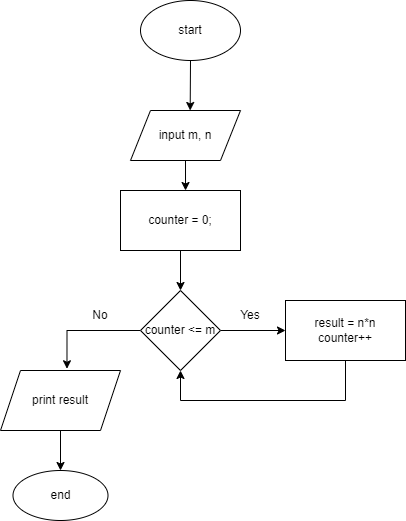 start
input m, n
counter = 0;
counter <= m
No
Yes
result = n*n
counter++
print result
end